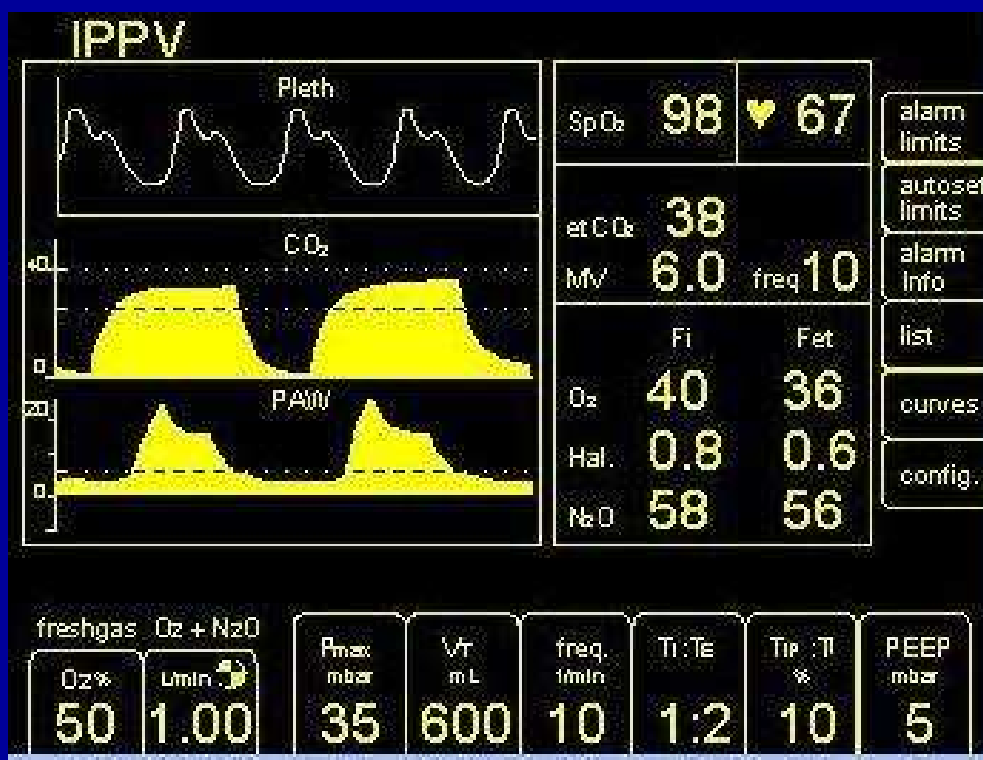 IPPV
Pleth
CO₂
40
0
PAW
20
0
SpO₂ 98 67
etCO₂ 38
MV 6.0 freq 10
Fi Fet
O₂ 40 36
Hal. 0.8 0.6
N₂O 58 56
alarm
limits
autoset
limits
alarm
Info
list
curves
config.
freshgas O₂ + N₂O
O₂% L/min
50 1.00
Pmax
mbar
35
VT
mL
600
freq.
1/min
10
TI:TE
1:2
TIP:TI
%
10
PEEP
mbar
5